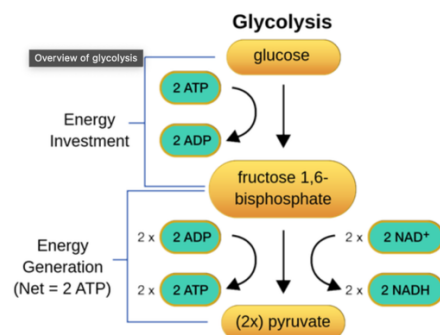 Glycolysis
Overview of glycolysis
glucose
2 ATP
Energy
Investment
2 ADP
fructose 1,6-
bisphosphate
2 x 2 ADP
2 x 2 NAD⁺
Energy
Generation
(Net = 2 ATP)
2 x 2 ATP
2 x 2 NADH
(2x) pyruvate